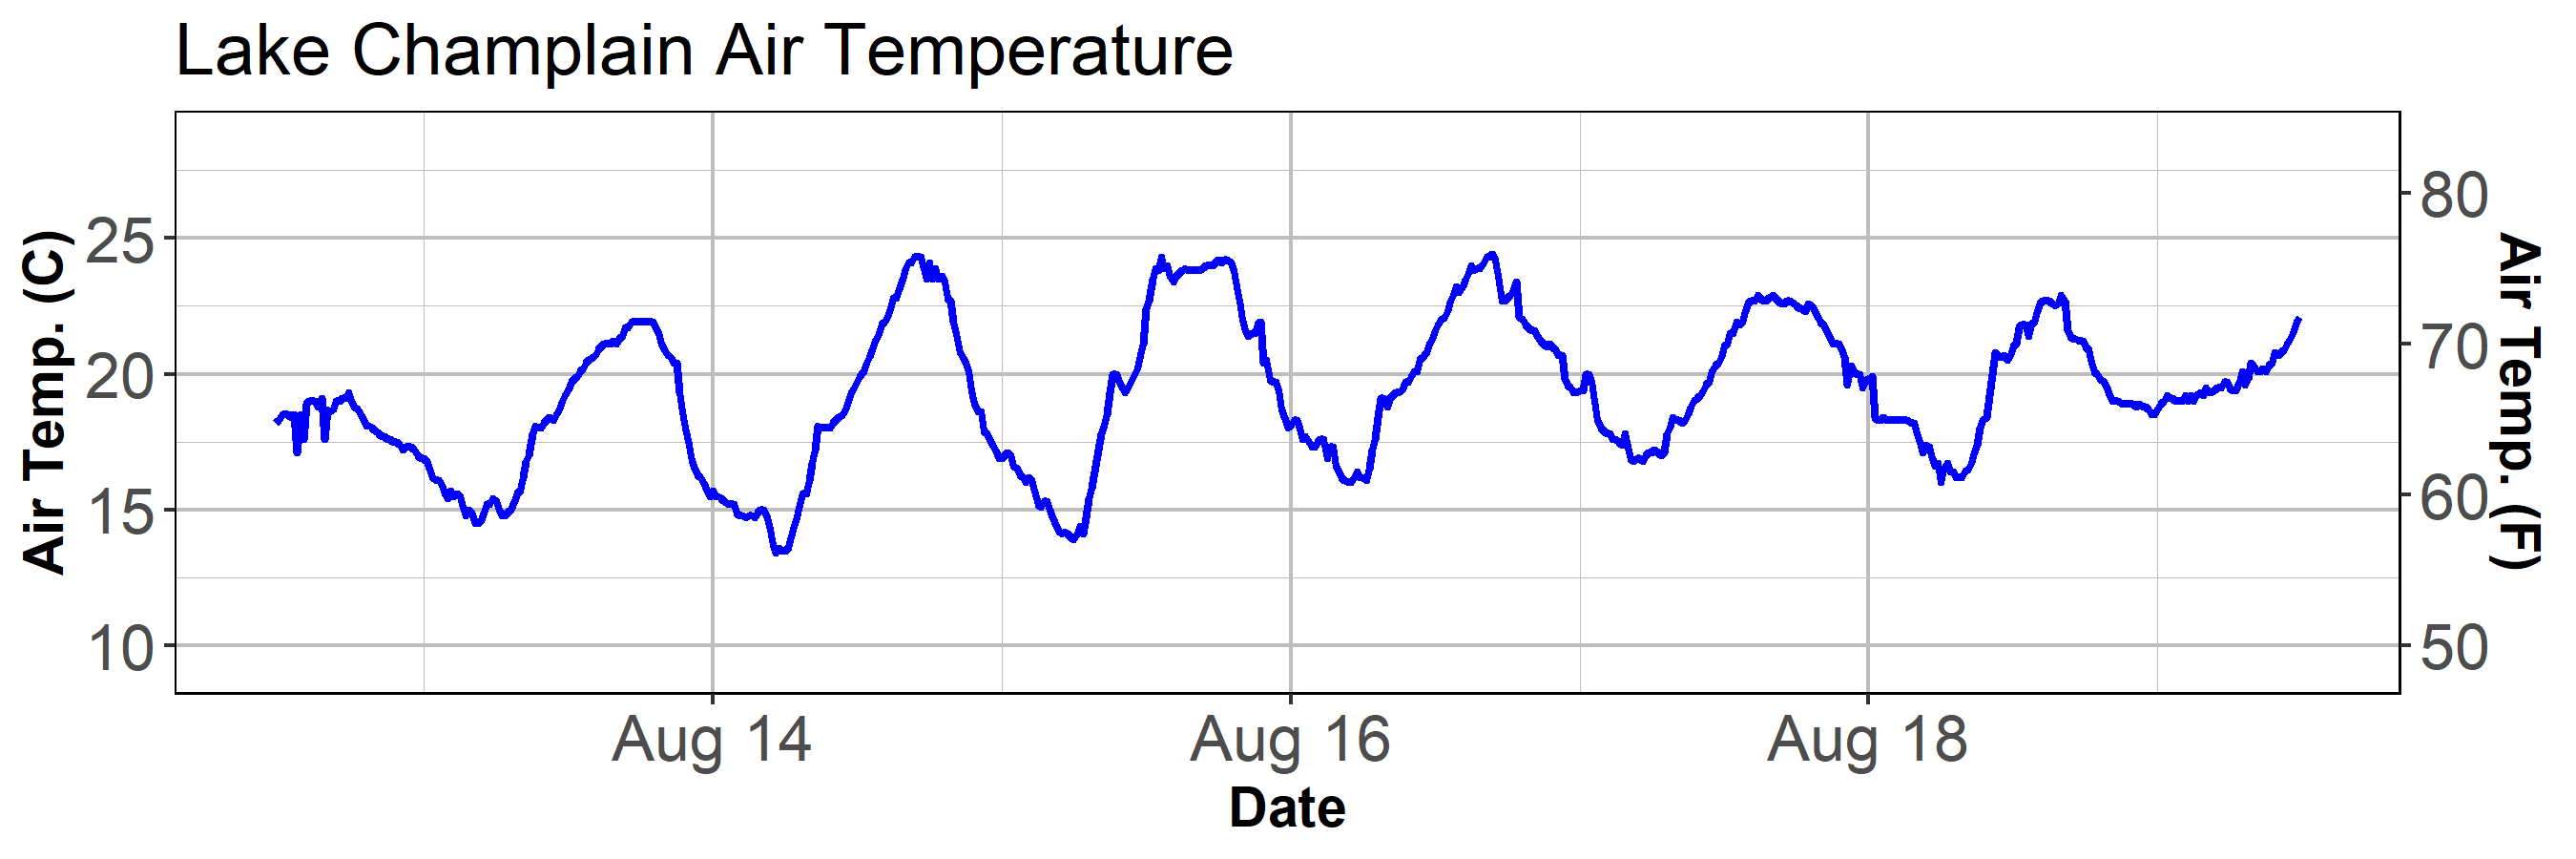 Lake Champlain Air Temperature
Air Temp. (C)
25
20
15
10
80
70
60
50
Air Temp. (F)
Aug 14
Aug 16
Aug 18
Date